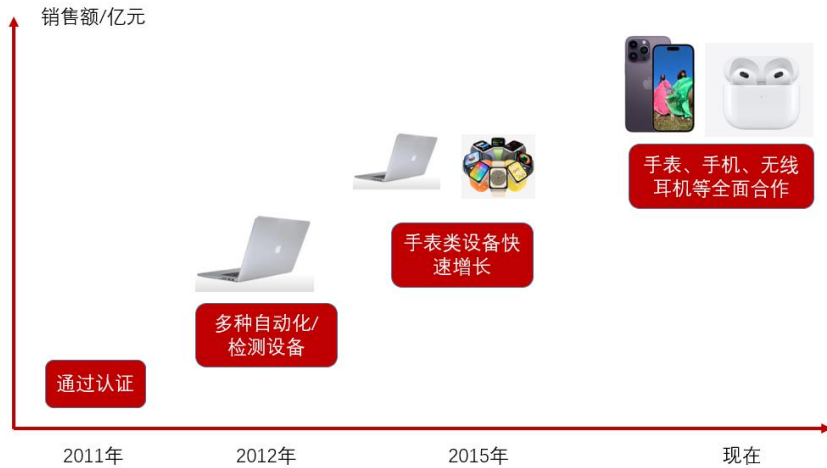 销售额/亿元
手表、手机、无线
耳机等全面合作
手表类设备快
速增长
多种自动化/
检测设备
通过认证
2011年
2012年
2015年
现在